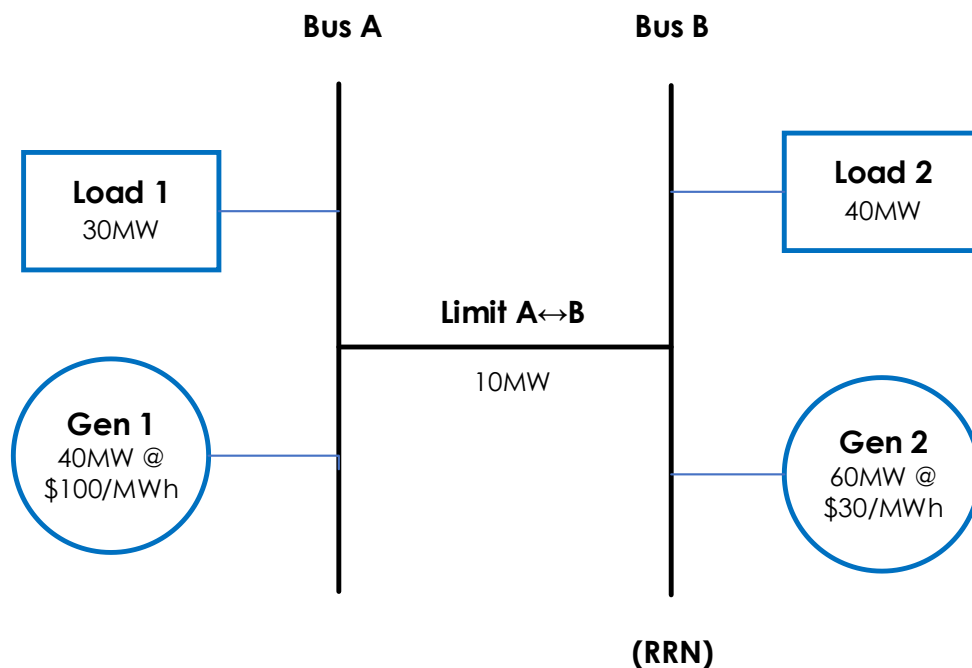 Bus A
Bus B
Load 1
30MW
Load 2
40MW
Limit A↔B
10MW
Gen 1
40MW @
$100/MWh
Gen 2
60MW @
$30/MWh
(RRN)